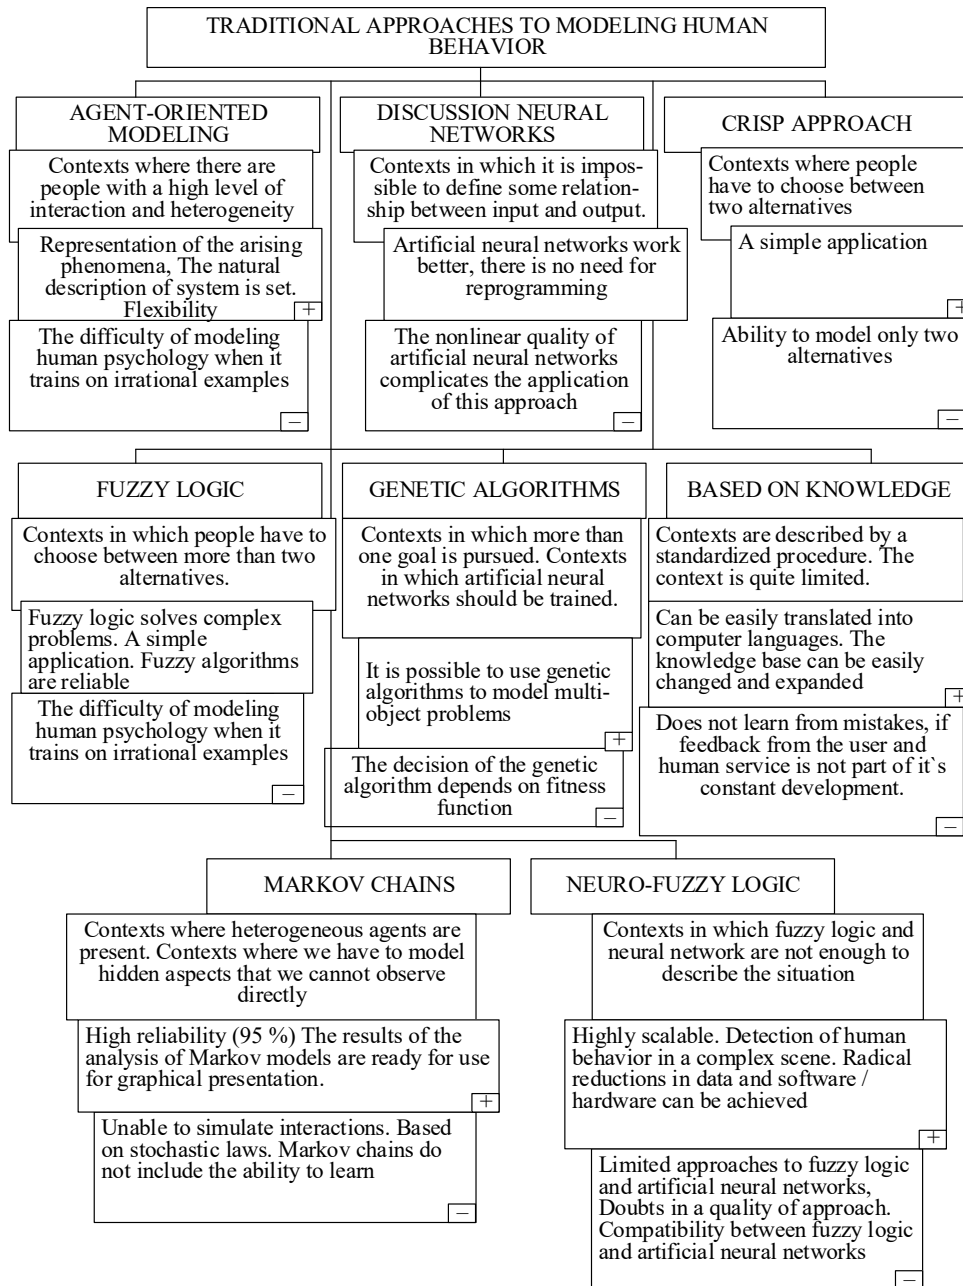 TRADITIONAL APPROACHES TO MODELING HUMAN
BEHAVIOR
AGENT-ORIENTED
MODELING
Contexts where there are
people with a high level of
interaction and heterogeneity
Representation of the arising
phenomena, The natural
description of system is set.
Flexibility
+
The difficulty of modeling
human psychology when it
trains on irrational examples
−
DISCUSSION NEURAL
NETWORKS
Contexts in which it is impos-
sible to define some relation-
ship between input and output.
Artificial neural networks work
better, there is no need for
reprogramming
The nonlinear quality of
artificial neural networks
complicates the application
of this approach
−
CRISP APPROACH
Contexts where people
have to choose between
two alternatives
A simple application
+
Ability to model only two
alternatives
−
FUZZY LOGIC
Contexts in which people have to
choose between more than two
alternatives.
Fuzzy logic solves complex
problems. A simple
application. Fuzzy algorithms
are reliable
The difficulty of modeling
human psychology when it
trains on irrational examples
−
GENETIC ALGORITHMS
Contexts in which more than
one goal is pursued. Contexts
in which artificial neural
networks should be trained.
It is possible to use genetic
algorithms to model multi-
object problems
+
The decision of the genetic
algorithm depends on fitness
function
−
BASED ON KNOWLEDGE
Contexts are described by a
standardized procedure. The
context is quite limited.
Can be easily translated into
computer languages. The
knowledge base can be easily
changed and expanded
+
Does not learn from mistakes, if
feedback from the user and
human service is not part of it`s
constant development.
−
MARKOV CHAINS
Contexts where heterogeneous agents are
present. Contexts where we have to model
hidden aspects that we cannot observe
directly
High reliability (95 %) The results of the
analysis of Markov models are ready for use
for graphical presentation.
+
Unable to simulate interactions. Based
on stochastic laws. Markov chains do
not include the ability to learn
−
NEURO-FUZZY LOGIC
Contexts in which fuzzy logic and
neural network are not enough to
describe the situation
Highly scalable. Detection of human
behavior in a complex scene. Radical
reductions in data and software /
hardware can be achieved
+
Limited approaches to fuzzy logic
and artificial neural networks,
Doubts in a quality of approach.
Compatibility between fuzzy logic
and artificial neural networks
−